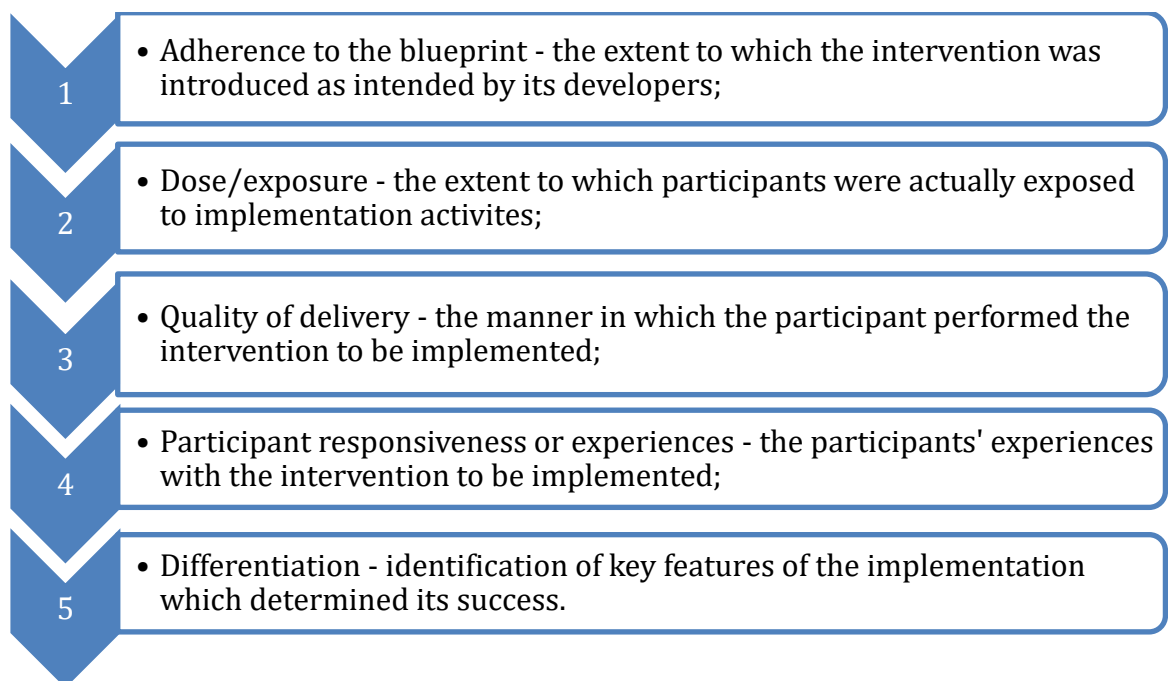 1
• Adherence to the blueprint - the extent to which the intervention was
introduced as intended by its developers;
2
• Dose/exposure - the extent to which participants were actually exposed
to implementation activites;
3
• Quality of delivery - the manner in which the participant performed the
intervention to be implemented;
4
• Participant responsiveness or experiences - the participants' experiences
with the intervention to be implemented;
5
• Differentiation - identification of key features of the implementation
which determined its success.